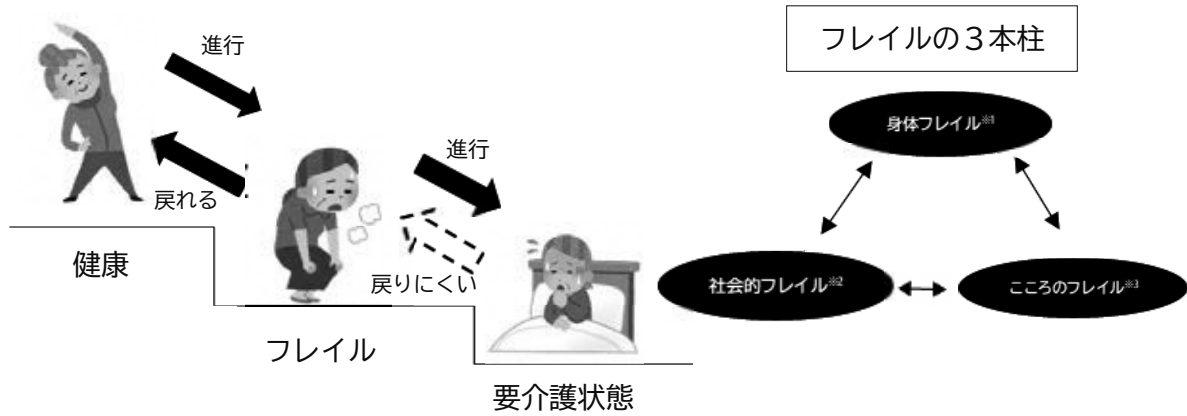 進行
戻れる
健康
進行
戻りにくい
フレイル
要介護状態
フレイルの３本柱
身体フレイル※1
社会的フレイル※2
こころのフレイル※3